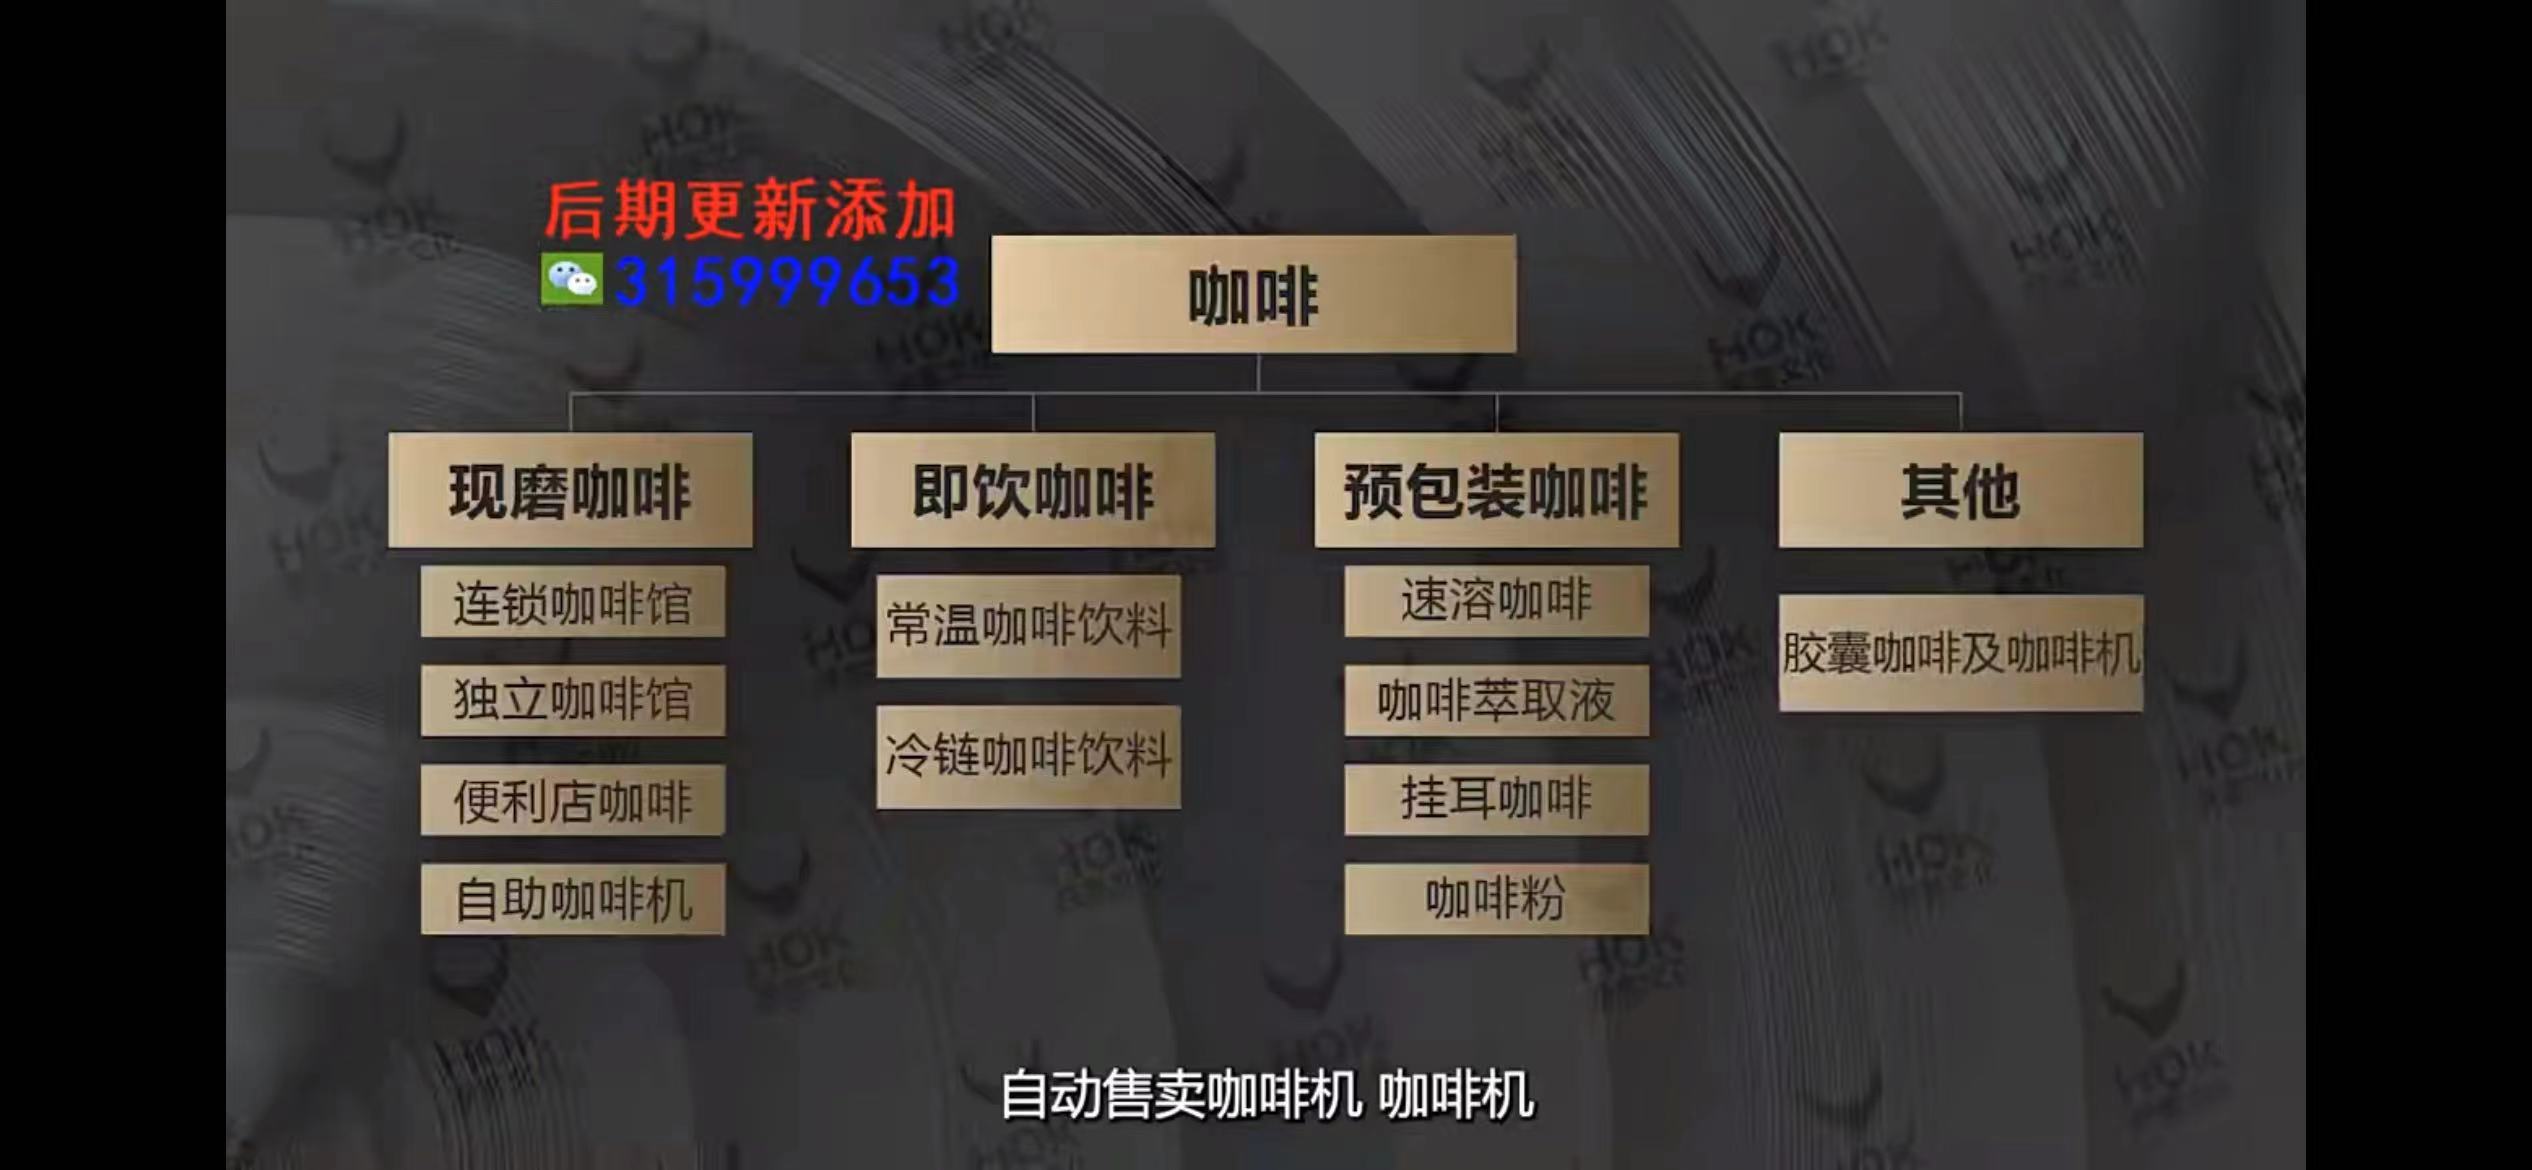 后期更新添加
315999653
咖啡
现磨咖啡
即饮咖啡
预包装咖啡
其他
连锁咖啡馆
独立咖啡馆
便利店咖啡
自助咖啡机
常温咖啡饮料
冷链咖啡饮料
速溶咖啡
咖啡萃取液
挂耳咖啡
咖啡粉
胶囊咖啡及咖啡机
自动售卖咖啡机 咖啡机
HOK